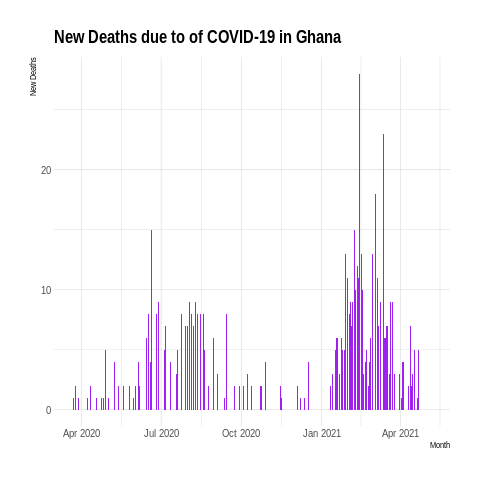 New Deaths due to of COVID-19 in Ghana
New Deaths
20
10
0
Apr 2020 Jul 2020 Oct 2020 Jan 2021 Apr 2021
Month